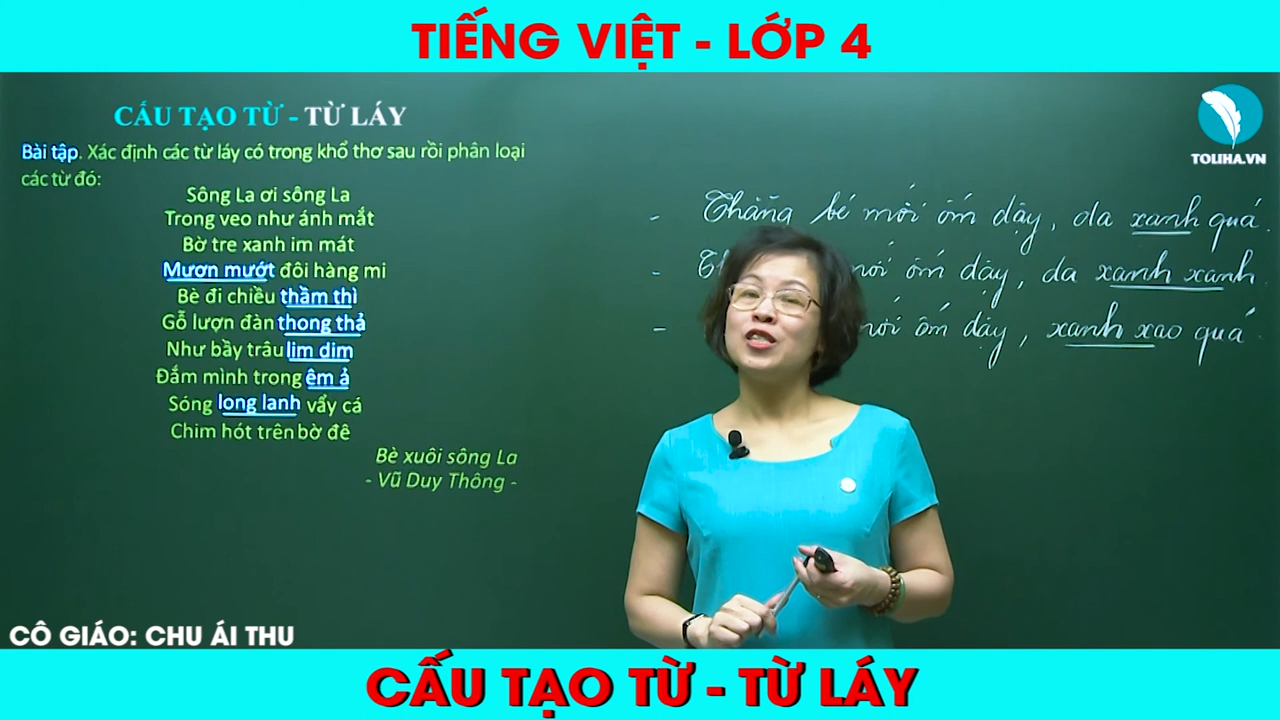 TIẾNG VIỆT - LỚP 4
CẤU TẠO TỪ - TỪ LÁY
Bài tập. Xác định các từ láy có trong khổ thơ sau rồi phân loại
các từ đó:
Sông La ơi sông La
Trong veo như ánh mắt
Bờ tre xanh im mát
Mươn mướt đôi hàng mi
Bè đi chiều thầm thì
Gỗ lượn đàn thong thả
Như bầy trâu lim dim
Đắm mình trong êm ả
Sóng long lanh vẩy cá
Chim hót trên bờ đê
Bè xuôi sông La
- Vũ Duy Thông -
TOLIHA.VN
- Thằng bé mới ốm dậy, da xanh quá.
- ốm dậy, da xanh xanh.
- ốm dậy, xanh xao quá.
CÔ GIÁO: CHU ÁI THU
CẤU TẠO TỪ - TỪ LÁY